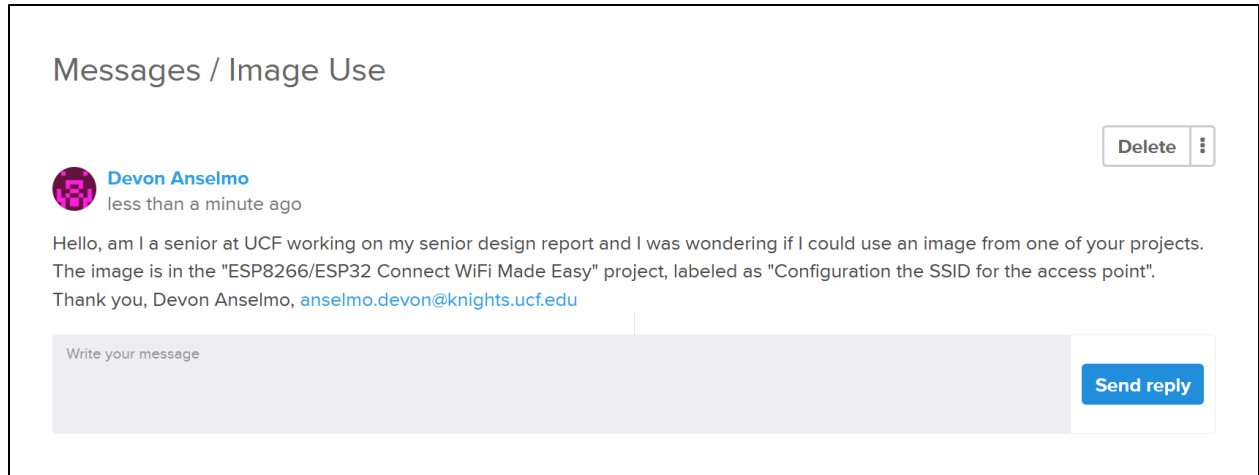 Messages / Image Use
Delete
Devon Anselmo
less than a minute ago
Hello, am I a senior at UCF working on my senior design report and I was wondering if I could use an image from one of your projects.
The image is in the "ESP8266/ESP32 Connect WiFi Made Easy" project, labeled as "Configuration the SSID for the access point".
Thank you, Devon Anselmo, anselmo.devon@knights.ucf.edu
Write your message
Send reply